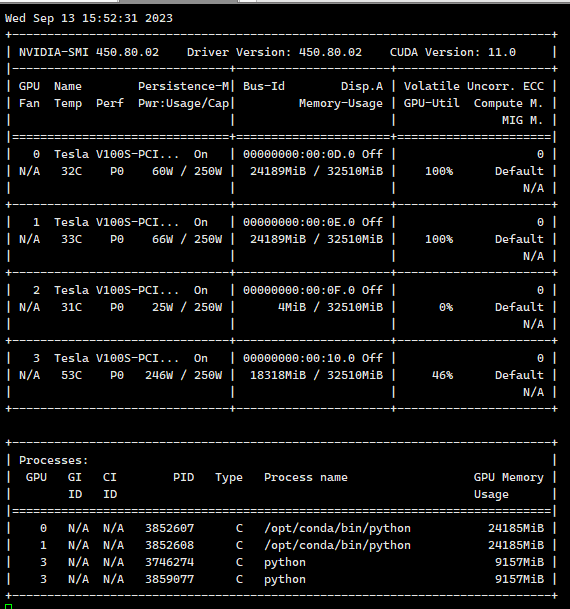 Wed Sep 13 15:52:31 2023
+-----------------------------------------------------------------------------+
| NVIDIA-SMI 450.80.02    Driver Version: 450.80.02    CUDA Version: 11.0     |
|-------------------------------+----------------------+----------------------+
| GPU  Name        Persistence-M| Bus-Id        Disp.A | Volatile Uncorr. ECC |
| Fan  Temp  Perf  Pwr:Usage/Cap|         Memory-Usage | GPU-Util  Compute M. |
|                               |                      |               MIG M. |
|===============================+======================+======================|
|   0  Tesla V100S-PCI...  On   | 00000000:00:0D.0 Off |                    0 |
| N/A   32C    P0    60W / 250W |  24189MiB / 32510MiB |    100%      Default |
|                               |                      |                  N/A |
+-------------------------------+----------------------+----------------------+
|   1  Tesla V100S-PCI...  On   | 00000000:00:0E.0 Off |                    0 |
| N/A   33C    P0    66W / 250W |  24189MiB / 32510MiB |    100%      Default |
|                               |                      |                  N/A |
+-------------------------------+----------------------+----------------------+
|   2  Tesla V100S-PCI...  On   | 00000000:00:0F.0 Off |                    0 |
| N/A   31C    P0    25W / 250W |      4MiB / 32510MiB |      0%      Default |
|                               |                      |                  N/A |
+-------------------------------+----------------------+----------------------+
|   3  Tesla V100S-PCI...  On   | 00000000:00:10.0 Off |                    0 |
| N/A   53C    P0   246W / 250W |  18318MiB / 32510MiB |     46%      Default |
|                               |                      |                  N/A |
+-------------------------------+----------------------+----------------------+

+-----------------------------------------------------------------------------+
| Processes:                                                                  |
|  GPU   GI   CI        PID   Type   Process name                  GPU Memory |
|        ID   ID                                                   Usage      |
|=============================================================================|
|    0   N/A  N/A   3852607      C   /opt/conda/bin/python           24185MiB |
|    1   N/A  N/A   3852608      C   /opt/conda/bin/python           24185MiB |
|    3   N/A  N/A   3746274      C   python                           9157MiB |
|    3   N/A  N/A   3859077      C   python                           9157MiB |
+-----------------------------------------------------------------------------+